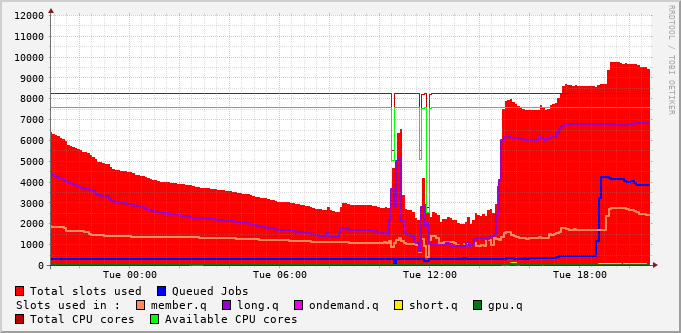 12000
11000
10000
9000
8000
7000
6000
5000
4000
3000
2000
1000
0
Tue 00:00 Tue 06:00 Tue 12:00 Tue 18:00
Total slots used Queued Jobs
Slots used in : member.q long.q ondemand.q short.q gpu.q
Total CPU cores Available CPU cores
RRDTOOL / TOBI OETIKER